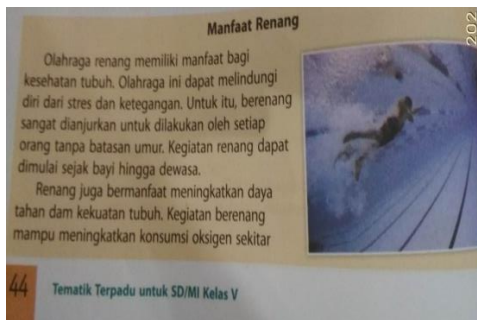 Manfaat Renang
Olahraga renang memiliki manfaat bagi
kesehatan tubuh. Olahraga ini dapat melindungi
diri dari stres dan ketegangan. Untuk itu, berenang
sangat dianjurkan untuk dilakukan oleh setiap
orang tanpa batasan umur. Kegiatan renang dapat
dimulai sejak bayi hingga dewasa.
Renang juga bermanfaat meningkatkan daya
tahan dam kekuatan tubuh. Kegiatan berenang
mampu meningkatkan konsumsi oksigen sekitar
44
Tematik Terpadu untuk SD/MI Kelas V
202